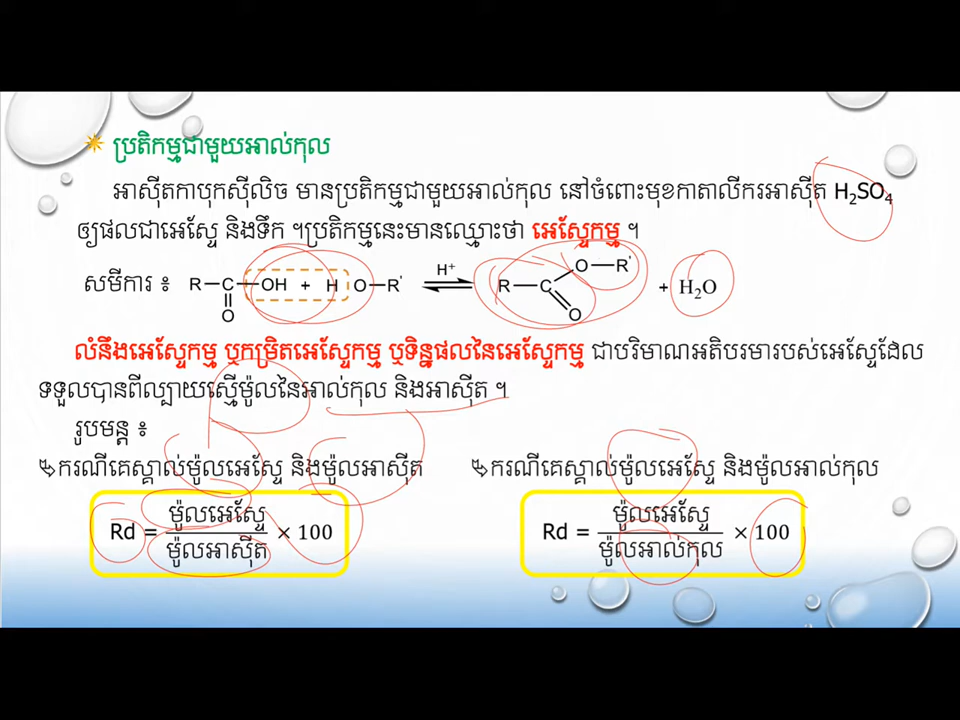 ប្រតិកម្មជាមួយអាល់កុល
អាស៊ីតកាបុកស៊ីលិច មានប្រតិកម្មជាមួយអាល់កុល នៅចំពោះមុខកាតាលីករអាស៊ីត H₂SO₄
ឲ្យផលជាអេស្ទែ និងទឹក ។ប្រតិកម្មនេះមានឈ្មោះថា អេស្ទែកម្ម ។
សមីការ ៖ R—C—OH + H O—R' ⇌ R—C—O—R' + H₂O
H⁺
O
O
លំនឹងអេស្ទែកម្ម ឬកម្រិតអេស្ទែកម្ម ឬទិន្នផលនៃអេស្ទែកម្ម ជាបរិមាណអតិបរមារបស់អេស្ទែដែល
ទទួលបានពីល្បាយស្មើម៉ូលនៃអាល់កុល និងអាស៊ីត ។
រូបមន្ត ៖
ករណីគេស្គាល់ម៉ូលអេស្ទែ និងម៉ូលអាស៊ីត
Rd = ម៉ូលអេស្ទែ / ម៉ូលអាស៊ីត × 100
ករណីគេស្គាល់ម៉ូលអេស្ទែ និងម៉ូលអាល់កុល
Rd = ម៉ូលអេស្ទែ / ម៉ូលអាល់កុល × 100